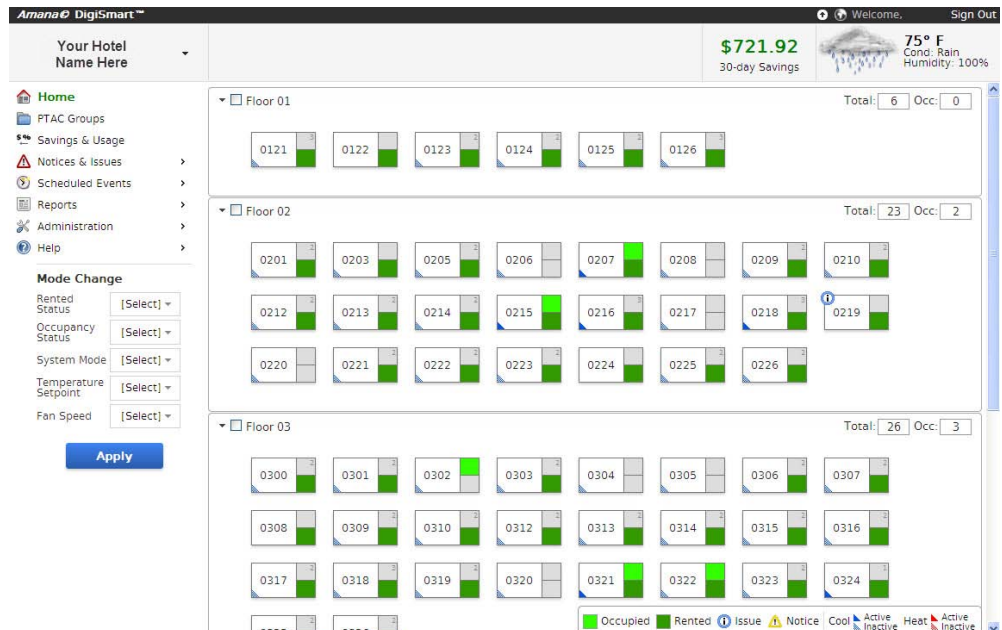 Amana® DigiSmart™
Welcome, Sign Out
Your Hotel
Name Here
$721.92
30-day Savings
75° F
Cond: Rain
Humidity: 100%
Home
PTAC Groups
Savings & Usage
Notices & Issues
Scheduled Events
Reports
Administration
Help
Mode Change
Rented
Status [Select]
Occupancy
Status [Select]
System Mode [Select]
Temperature
Setpoint [Select]
Fan Speed [Select]
Apply
Floor 01 Total: 6 Occ: 0
0121 0122 0123 0124 0125 0126
Floor 02 Total: 23 Occ: 2
0201 0203 0205 0206 0207 0208 0209 0210
0212 0213 0214 0215 0216 0217 0218 0219
0220 0221 0222 0223 0224 0225 0226
Floor 03 Total: 26 Occ: 3
0300 0301 0302 0303 0304 0305 0306 0307
0308 0309 0310 0312 0313 0314 0315 0316
0317 0318 0319 0320 0321 0322 0323 0324
Occupied Rented Issue Notice Cool Active Inactive Heat Active Inactive